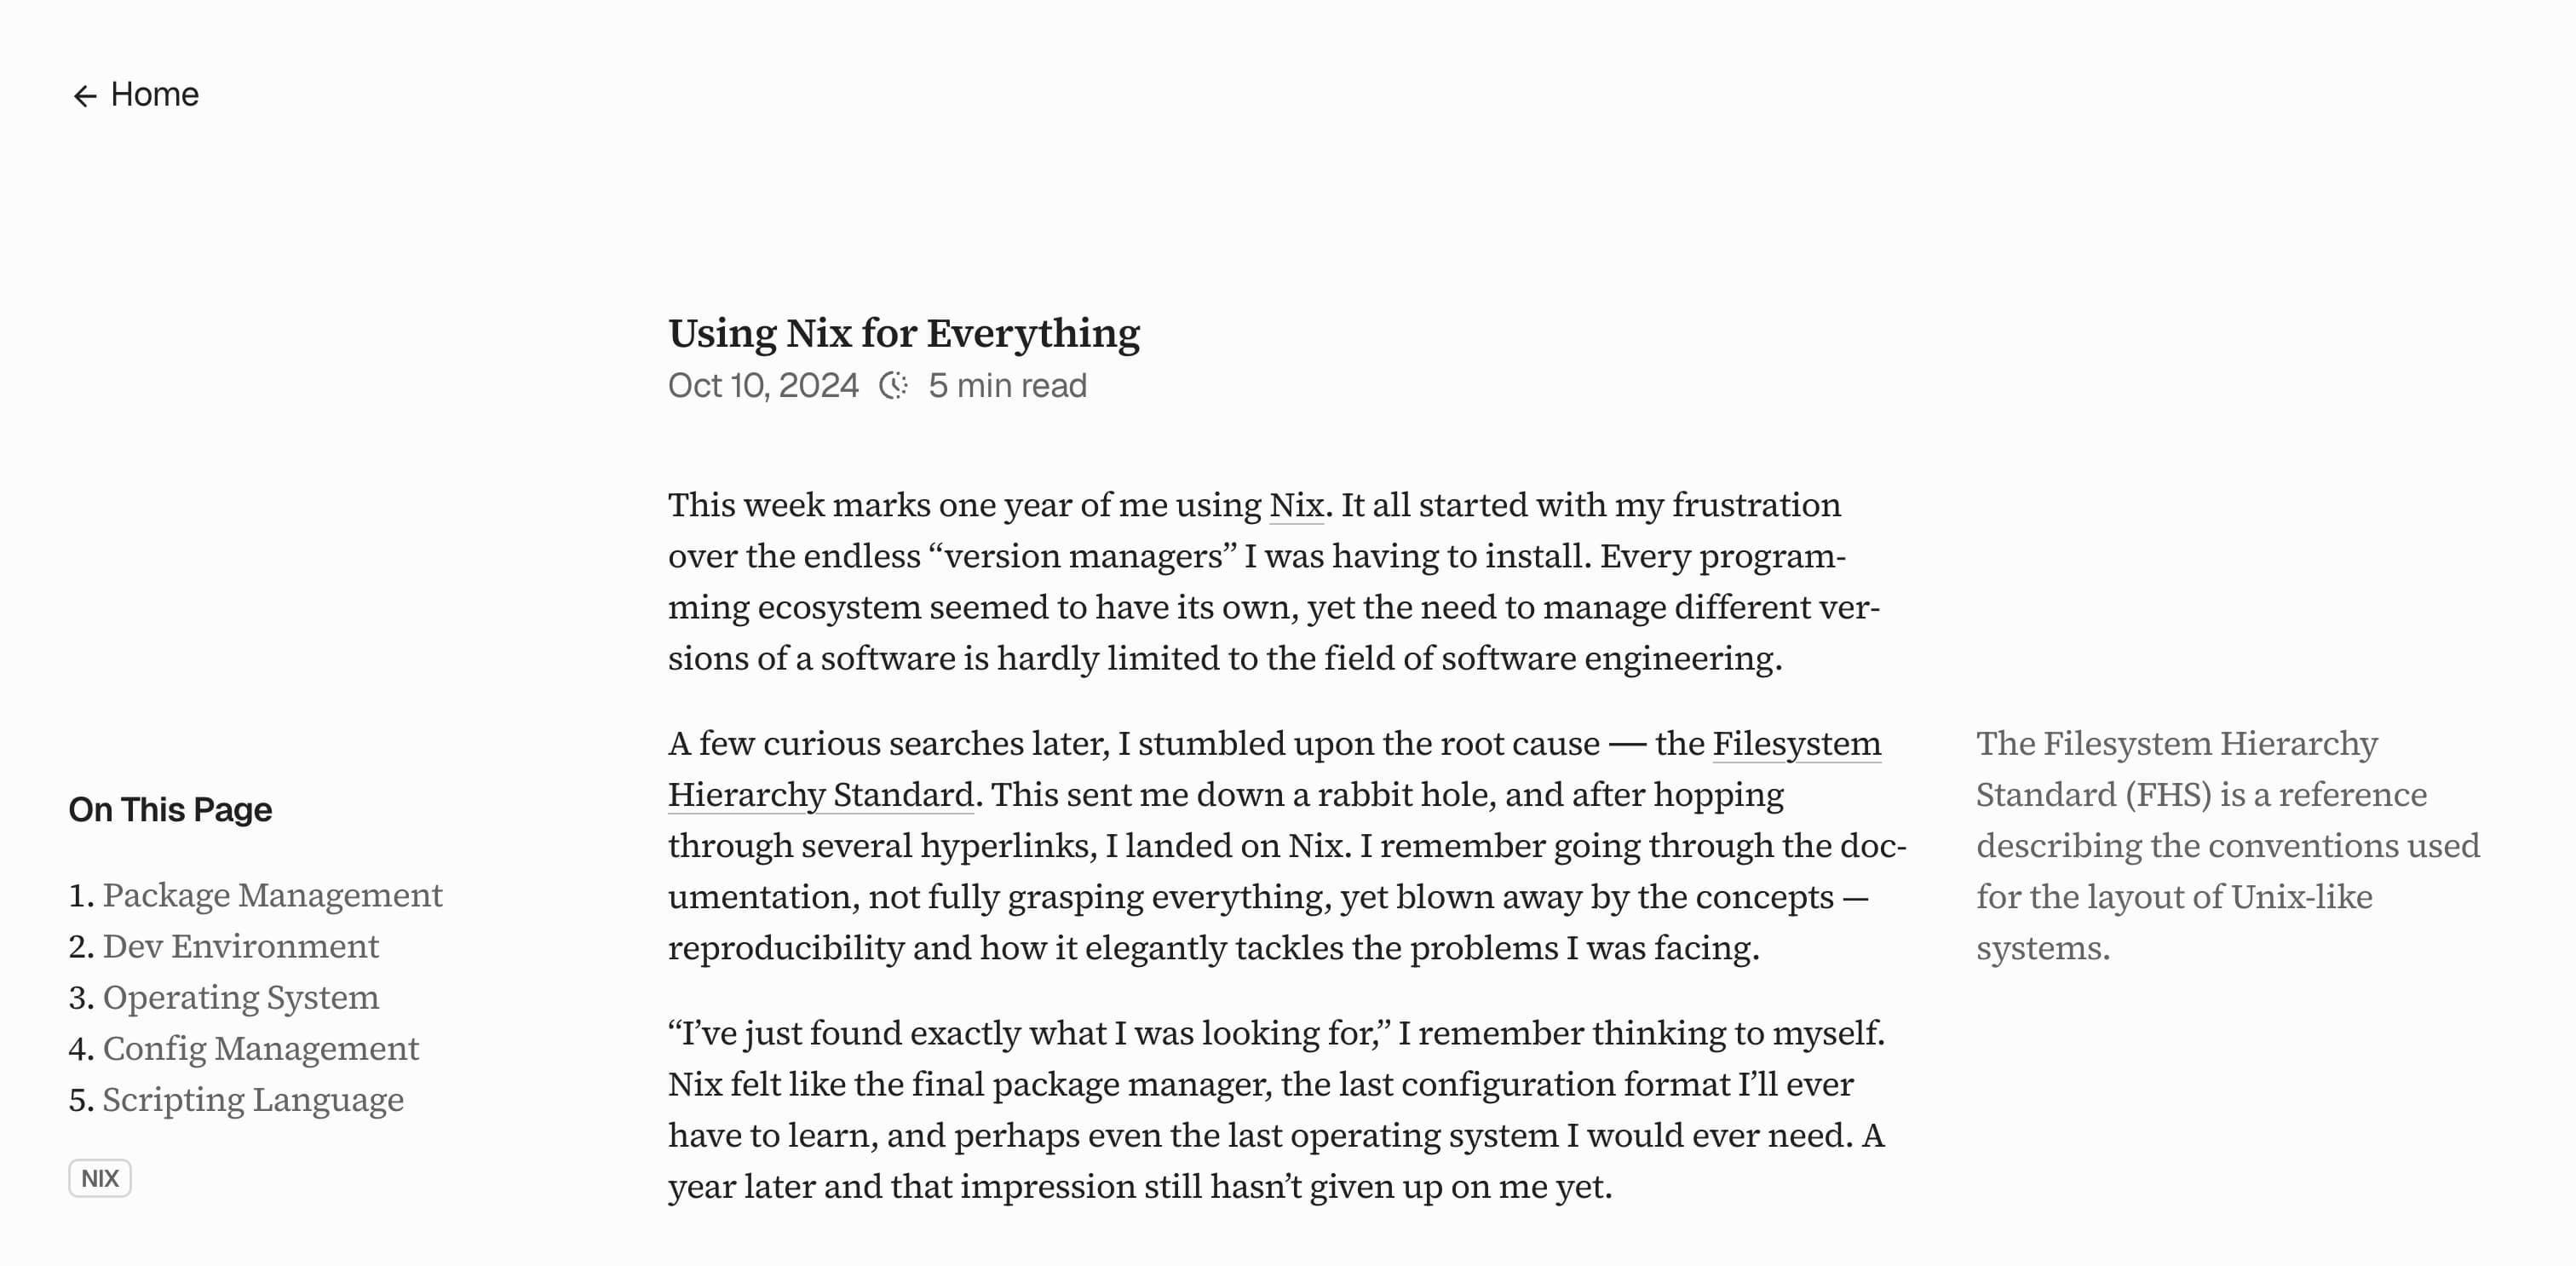 ← Home
Using Nix for Everything
Oct 10, 2024 5 min read
This week marks one year of me using Nix. It all started with my frustration
over the endless “version managers” I was having to install. Every program-
ming ecosystem seemed to have its own, yet the need to manage different ver-
sions of a software is hardly limited to the field of software engineering.
A few curious searches later, I stumbled upon the root cause — the Filesystem
Hierarchy Standard. This sent me down a rabbit hole, and after hopping
through several hyperlinks, I landed on Nix. I remember going through the doc-
umentation, not fully grasping everything, yet blown away by the concepts —
reproducibility and how it elegantly tackles the problems I was facing.
The Filesystem Hierarchy
Standard (FHS) is a reference
describing the conventions used
for the layout of Unix-like
systems.
“I’ve just found exactly what I was looking for,” I remember thinking to myself.
Nix felt like the final package manager, the last configuration format I’ll ever
have to learn, and perhaps even the last operating system I would ever need. A
year later and that impression still hasn’t given up on me yet.
On This Page
1. Package Management
2. Dev Environment
3. Operating System
4. Config Management
5. Scripting Language
NIX